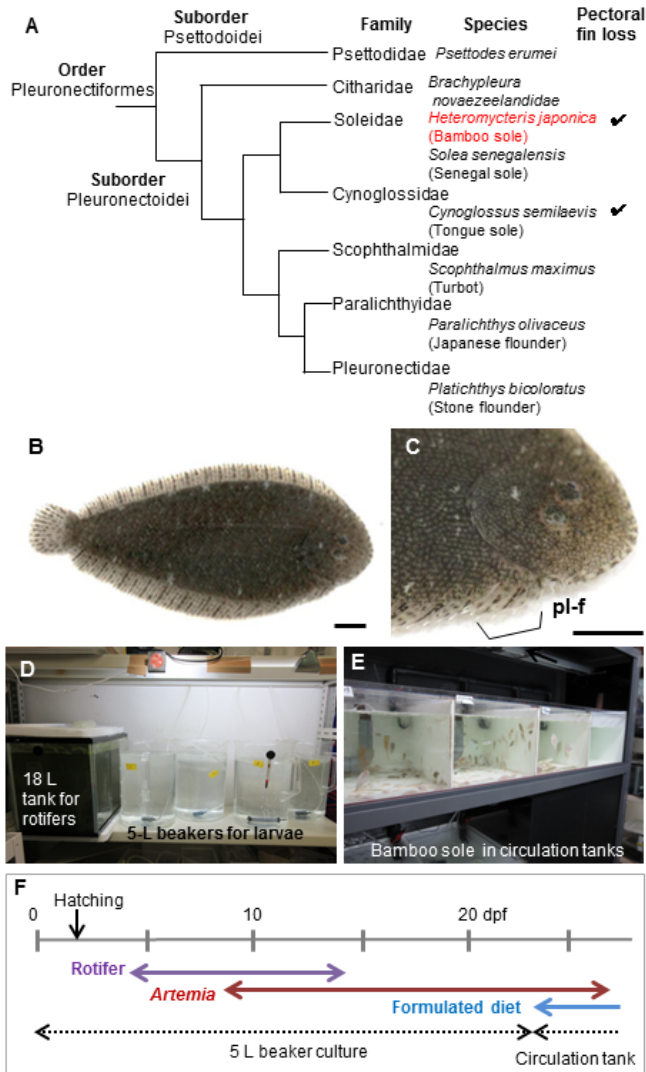 A
Suborder
Psettodoidei
Family
Species
Pectoral
fin loss
Order
Pleuronectiformes
Psettodidae
Psettodes erumei
Citharidae
Brachypleura
novaezeelandidae
Soleidae
Heteromycteris japonica ✔
(Bamboo sole)
Solea senegalensis
(Senegal sole)
Suborder
Pleuronectoidei
Cynoglossidae
Cynoglossus semilaevis ✔
(Tongue sole)
Scophthalmidae
Scophthalmus maximus
(Turbot)
Paralichthyidae
Paralichthys olivaceus
(Japanese flounder)
Pleuronectidae
Platichthys bicoloratus
(Stone flounder)
B
C
pl-f
D
18 L
tank for
rotifers
5-L beakers for larvae
E
Bamboo sole in circulation tanks
F
Hatching
0 10 20 dpf
Rotifer
Artemia
Formulated diet
5 L beaker culture
Circulation tank